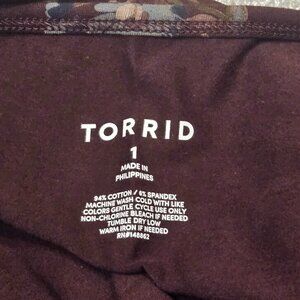 TORRID
1
MADE IN
PHILIPPINES
94% COTTON / 6% SPANDEX
MACHINE WASH COLD WITH LIKE
COLORS GENTLE CYCLE USE ONLY
NON-CHLORINE BLEACH IF NEEDED
TUMBLE DRY LOW
WARM IRON IF NEEDED
RN#148862